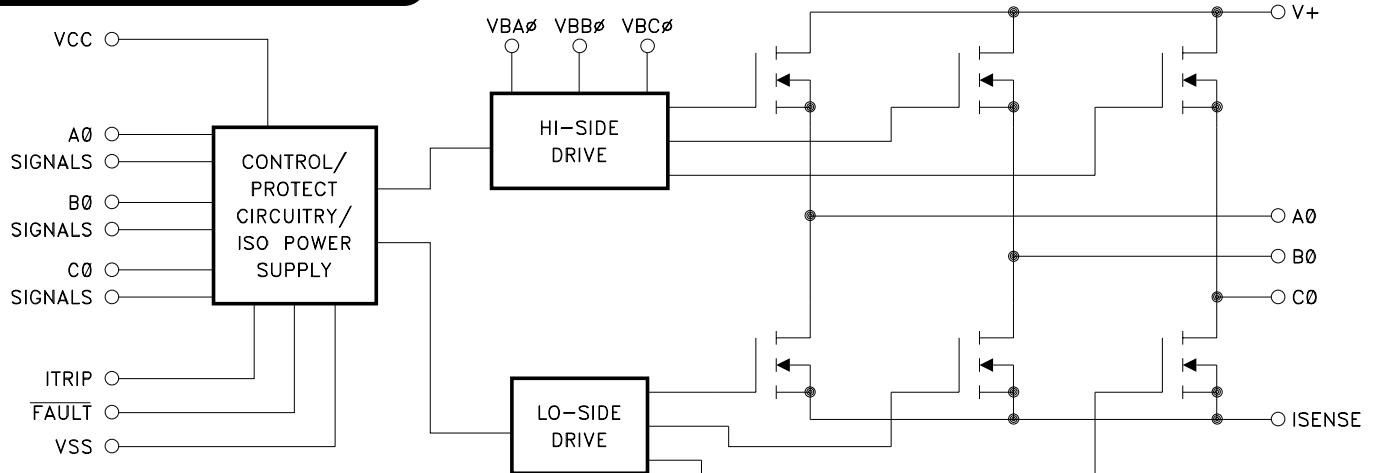 VCC
A0
SIGNALS
B0
SIGNALS
C0
SIGNALS
ITRIP
FAULT
VSS
CONTROL/
PROTECT
CIRCUITRY/
ISO POWER
SUPPLY
VBAø VBBø VBCø
HI-SIDE
DRIVE
LO-SIDE
DRIVE
V+
A0
B0
C0
ISENSE